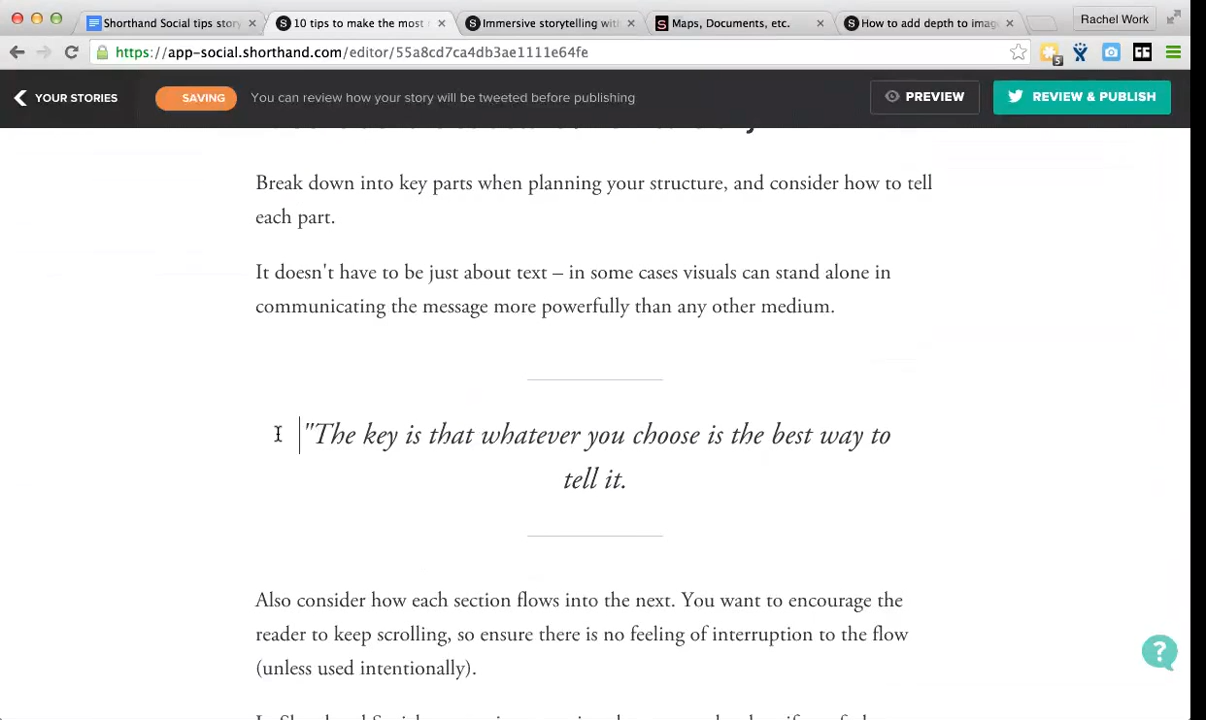 Shorthand Social tips story
10 tips to make the most
Immersive storytelling wit
Maps, Documents, etc.
How to add depth to imag
Rachel Work
https://app-social.shorthand.com/editor/55a8cd7ca4db3ae1111e64fe
5
YOUR STORIES
SAVING
You can review how your story will be tweeted before publishing
PREVIEW
REVIEW & PUBLISH
Break down into key parts when planning your structure, and consider how to tell
each part.
It doesn't have to be just about text – in some cases visuals can stand alone in
communicating the message more powerfully than any other medium.
"The key is that whatever you choose is the best way to
tell it.
Also consider how each section flows into the next. You want to encourage the
reader to keep scrolling, so ensure there is no feeling of interruption to the flow
(unless used intentionally).
?